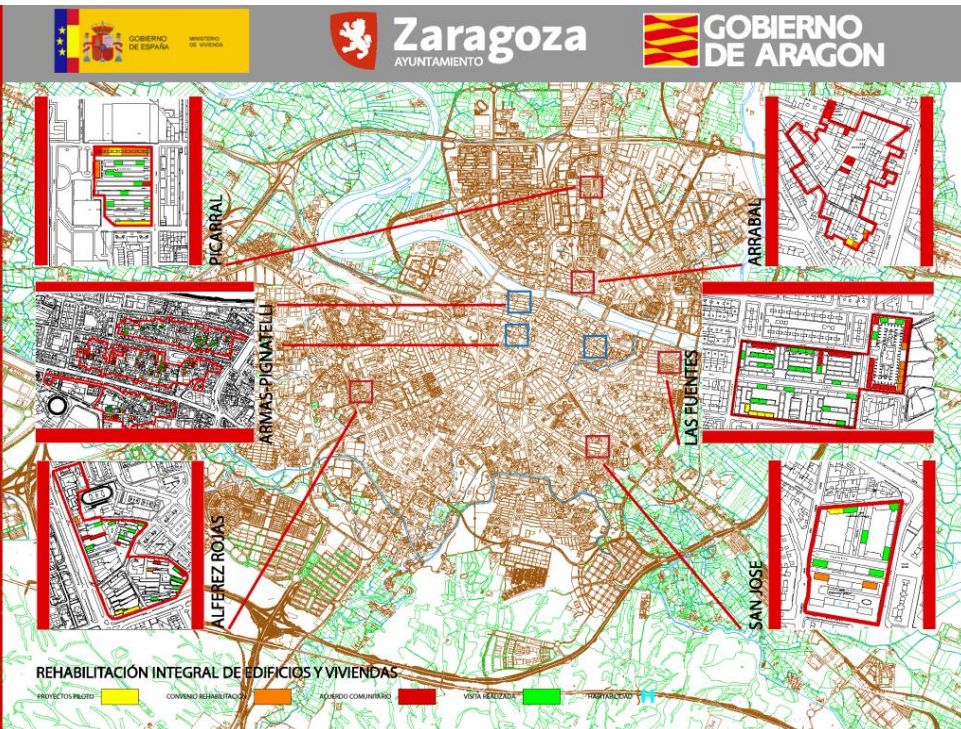 GOBIERNO
DE ESPAÑA
MINISTERIO
DE VIVIENDA
Zaragoza
AYUNTAMIENTO
GOBIERNO
DE ARAGON
PICARRAL
ARRABAL
ARMAS-PIGNATELLI
LAS FUENTES
ALFEREZ ROJAS
SAN JOSE
REHABILITACIÓN INTEGRAL DE EDIFICIOS Y VIVIENDAS
PROYECTOS PILOTO
CONVENIO REHABILITACIÓN
ACUERDO COMUNITARIO
VISITA REALIZADA
HABITABILIDAD H